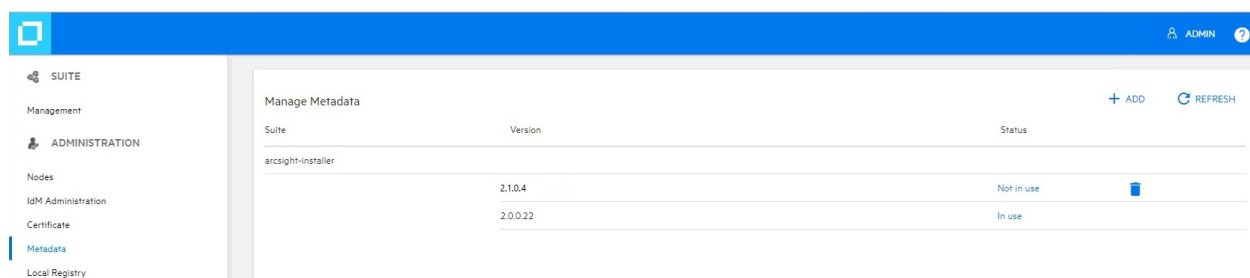 ADMIN ?
SUITE
Management
ADMINISTRATION
Nodes
IdM Administration
Certificate
Metadata
Local Registry
Manage Metadata
+ ADD
REFRESH
Suite Version Status
arcsight-installer
2.1.0.4 Not in use
2.0.0.22 In use